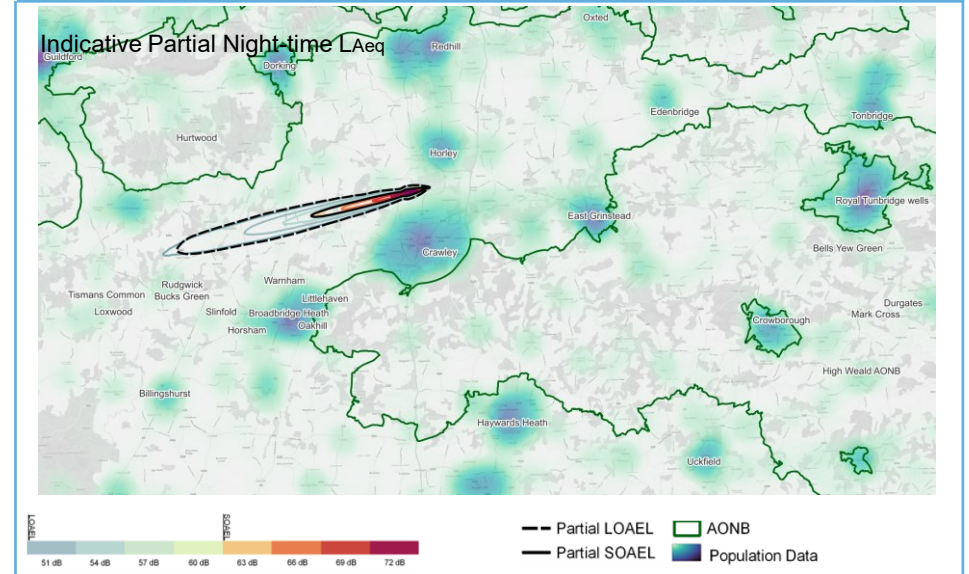 Indicative Partial Night-time LAeq
Oxted
Redhill
Guildford
Dorking
Edenbridge
Tonbridge
Hurtwood
Horley
Royal Tunbridge wells
East Grinstead
Bells Yew Green
Crawley
Warnham
Rudgwick
Tismans Common
Bucks Green
Littlehaven
Durgates
Loxwood
Slinfold
Broadbridge Heath
Mark Cross
Crowborough
Horsham
Oakhill
High Weald AONB
Billingshurst
Haywards Heath
Uckfield
LOAEL
SOAEL
51 dB 54 dB 57 dB 60 dB 63 dB 66 dB 69 dB 72 dB
Partial LOAEL
AONB
Partial SOAEL
Population Data